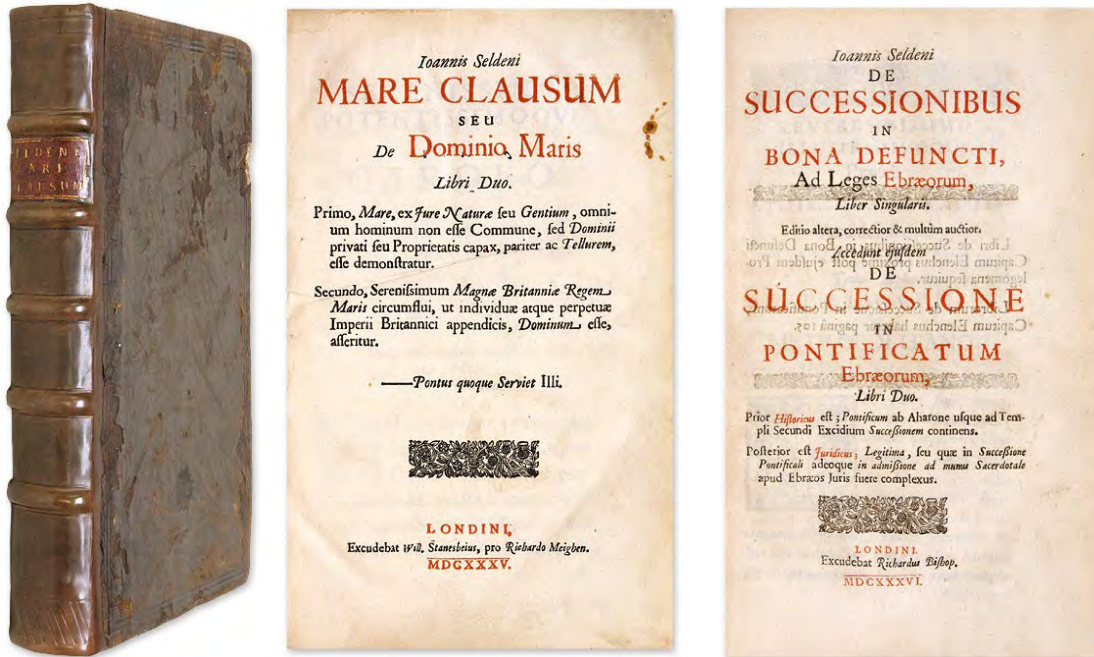 ELDENI
ARE
LAUSUM
Ioannis Seldeni
MARE CLAUSUM
SEU
De Dominio Maris
Libri Duo.
Primo, Mare, ex Jure Naturæ ſeu Gentium, omni-
um hominum non eſſe Commune, ſed Dominii
privati ſeu Proprietatis capax, pariter ac Tellurem,
eſſe demonſtratur.
Secundo, Sereniſsimum Magnæ Britanniæ Regem
Maris circumflui, ut individuæ atque perpetuæ
Imperii Britannici appendicis, Dominum eſſe,
aſſeritur.
——Pontus quoque Serviet Illi.
LONDINI,
Excudebat Will. Stanesbeius, pro Richardo Meighen.
MDCXXXV.
Ioannis Seldeni
DE
SUCCESSIONIBUS
IN
BONA DEFUNCTI,
Ad Leges Ebræorum,
Liber Singularis.
Editio altera, correctior & multùm auctior.
Accedunt ejuſdem
DE
SUCCESSIONE
IN
PONTIFICATUM
Ebræorum,
Libri Duo.
Prior Hiſtoricus eſt; Pontificum ab Aharone uſque ad Tem-
pli Secundi Excidium Succeſsionem continens.
Poſterior eſt Juridicus; Legitima, ſeu quæ in Succeſsione
Pontificali adeoque in admiſsione ad munus Sacerdotale
apud Ebræos Juris fuere complexus.
LONDINI.
Excudebat Richardus Biſhop.
MDCXXXVI.